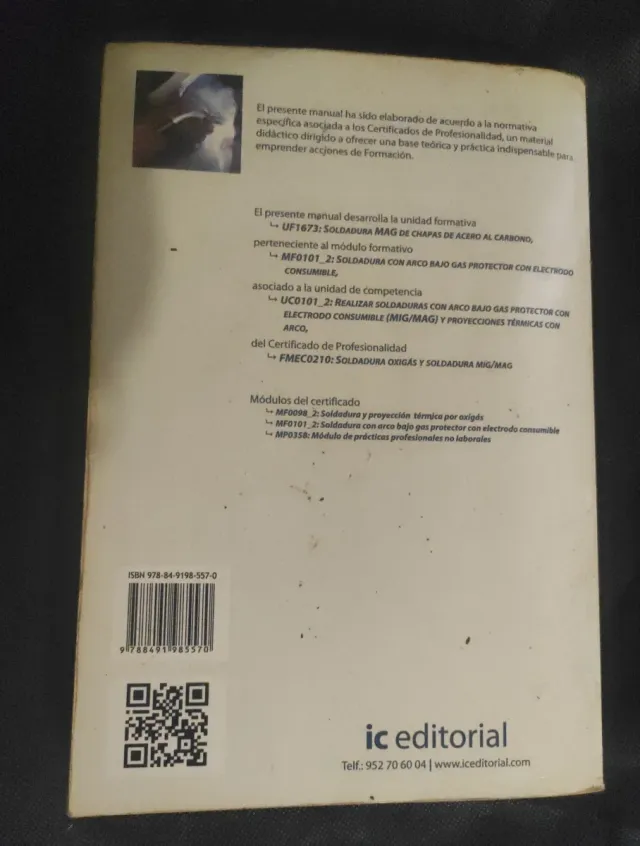 El presente manual ha sido elaborado de acuerdo a la normativa
específica asociada a los Certificados de Profesionalidad, un material
didáctico dirigido a ofrecer una base teórica y práctica indispensable para
emprender acciones de Formación.
El presente manual desarrolla la unidad formativa
↳ UF1673: SOLDADURA MAG DE CHAPAS DE ACERO AL CARBONO,
perteneciente al módulo formativo
↳ MF0101_2: SOLDADURA CON ARCO BAJO GAS PROTECTOR CON ELECTRODO
CONSUMIBLE,
asociado a la unidad de competencia
↳ UC0101_2: REALIZAR SOLDADURAS CON ARCO BAJO GAS PROTECTOR CON
ELECTRODO CONSUMIBLE (MIG/MAG) Y PROYECCIONES TÉRMICAS CON
ARCO,
del Certificado de Profesionalidad
↳ FMEC0210: SOLDADURA OXIGÁS Y SOLDADURA MIG/MAG
Módulos del certificado
↳ MF0098_2: Soldadura y proyección térmica por oxigás
↳ MF0101_2: Soldadura con arco bajo gas protector con electrodo consumible
↳ MP0358: Módulo de prácticas profesionales no laborales
ISBN 978-84-9198-557-0
9 788491 985570
ic editorial
Telf.: 952 70 60 04 | www.iceditorial.com